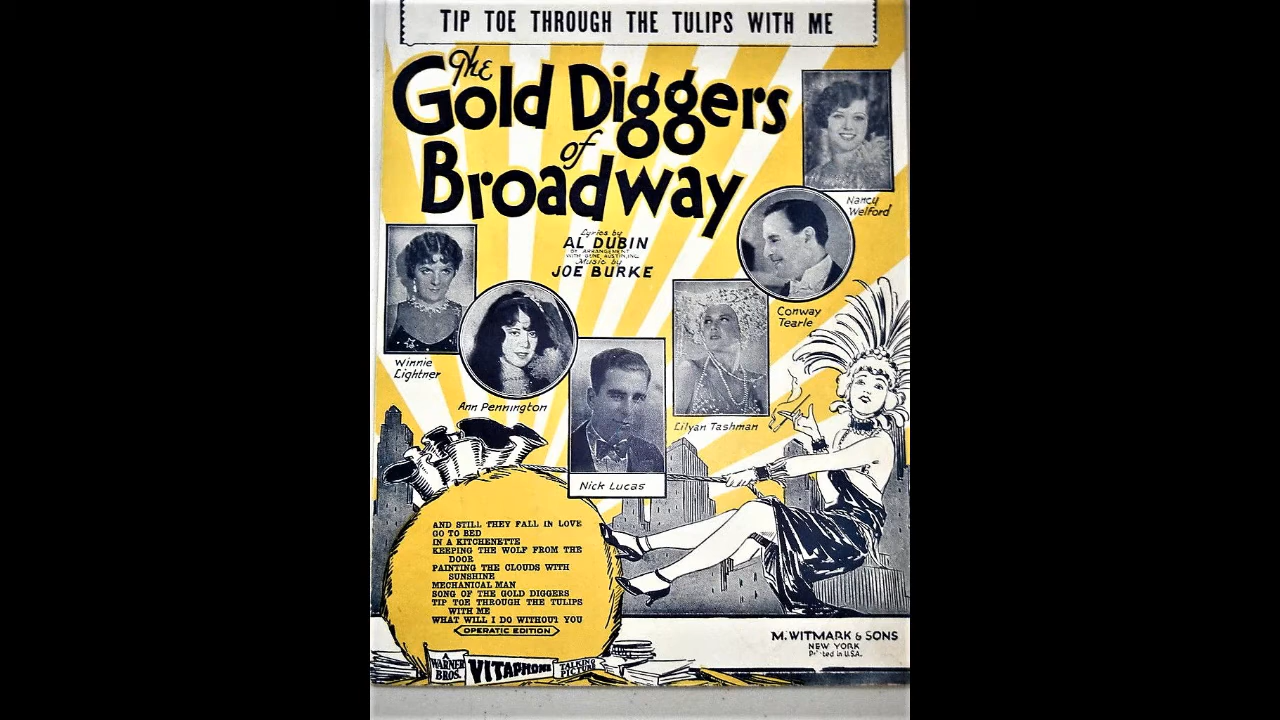 TIP TOE THROUGH THE TULIPS WITH ME
The
Gold Diggers
of
Broadway
Lyrics by
AL DUBIN
BY ARRANGEMENT
WITH GENE AUSTIN, INC.
Music by
JOE BURKE
Nancy
Welford
Conway
Tearle
Winnie
Lightner
Ann Pennington
Lilyan Tashman
Nick Lucas
AND STILL THEY FALL IN LOVE
GO TO BED
IN A KITCHENETTE
KEEPING THE WOLF FROM THE
DOOR
PAINTING THE CLOUDS WITH
SUNSHINE
MECHANICAL MAN
SONG OF THE GOLD DIGGERS
TIP TOE THROUGH THE TULIPS
WITH ME
WHAT WILL I DO WITHOUT YOU
OPERATIC EDITION
A
WARNER
BROS.
VITAPHONE
TALKING
PICTURE
M. WITMARK & SONS
NEW YORK
Printed in U.S.A.